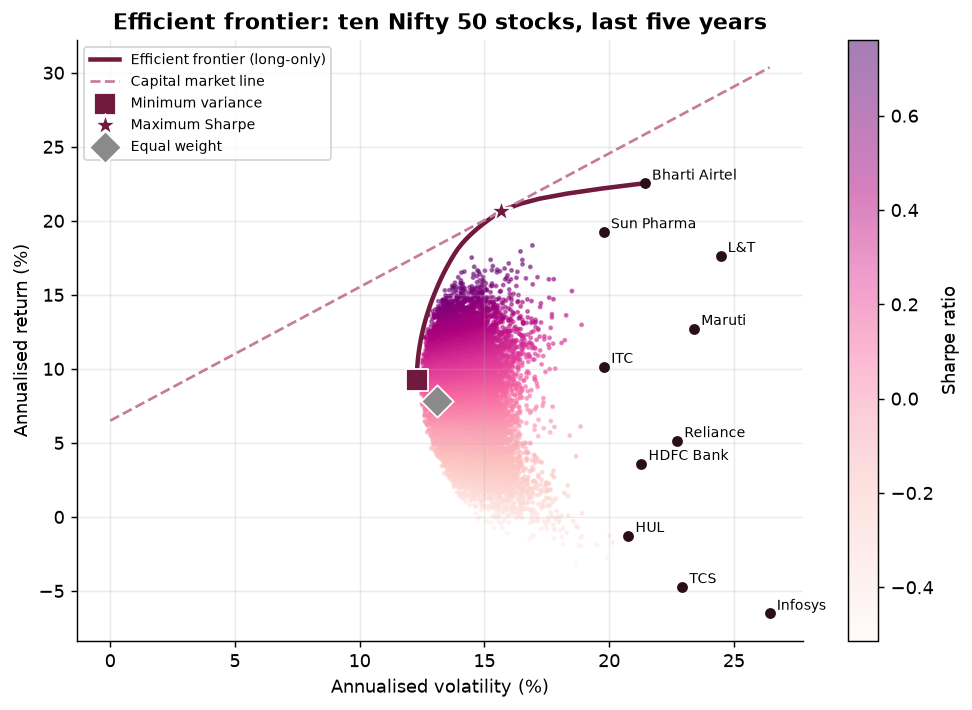 Efficient frontier: ten Nifty 50 stocks, last five years
Efficient frontier (long-only)
Capital market line
Minimum variance
Maximum Sharpe
Equal weight
Annualised return (%)
30
25
20
15
10
5
0
−5
Bharti Airtel
Sun Pharma
L&T
Maruti
ITC
Reliance
HDFC Bank
HUL
TCS
Infosys
0
5
10
15
20
25
Annualised volatility (%)
0.6
0.4
0.2
0.0
−0.2
−0.4
Sharpe ratio